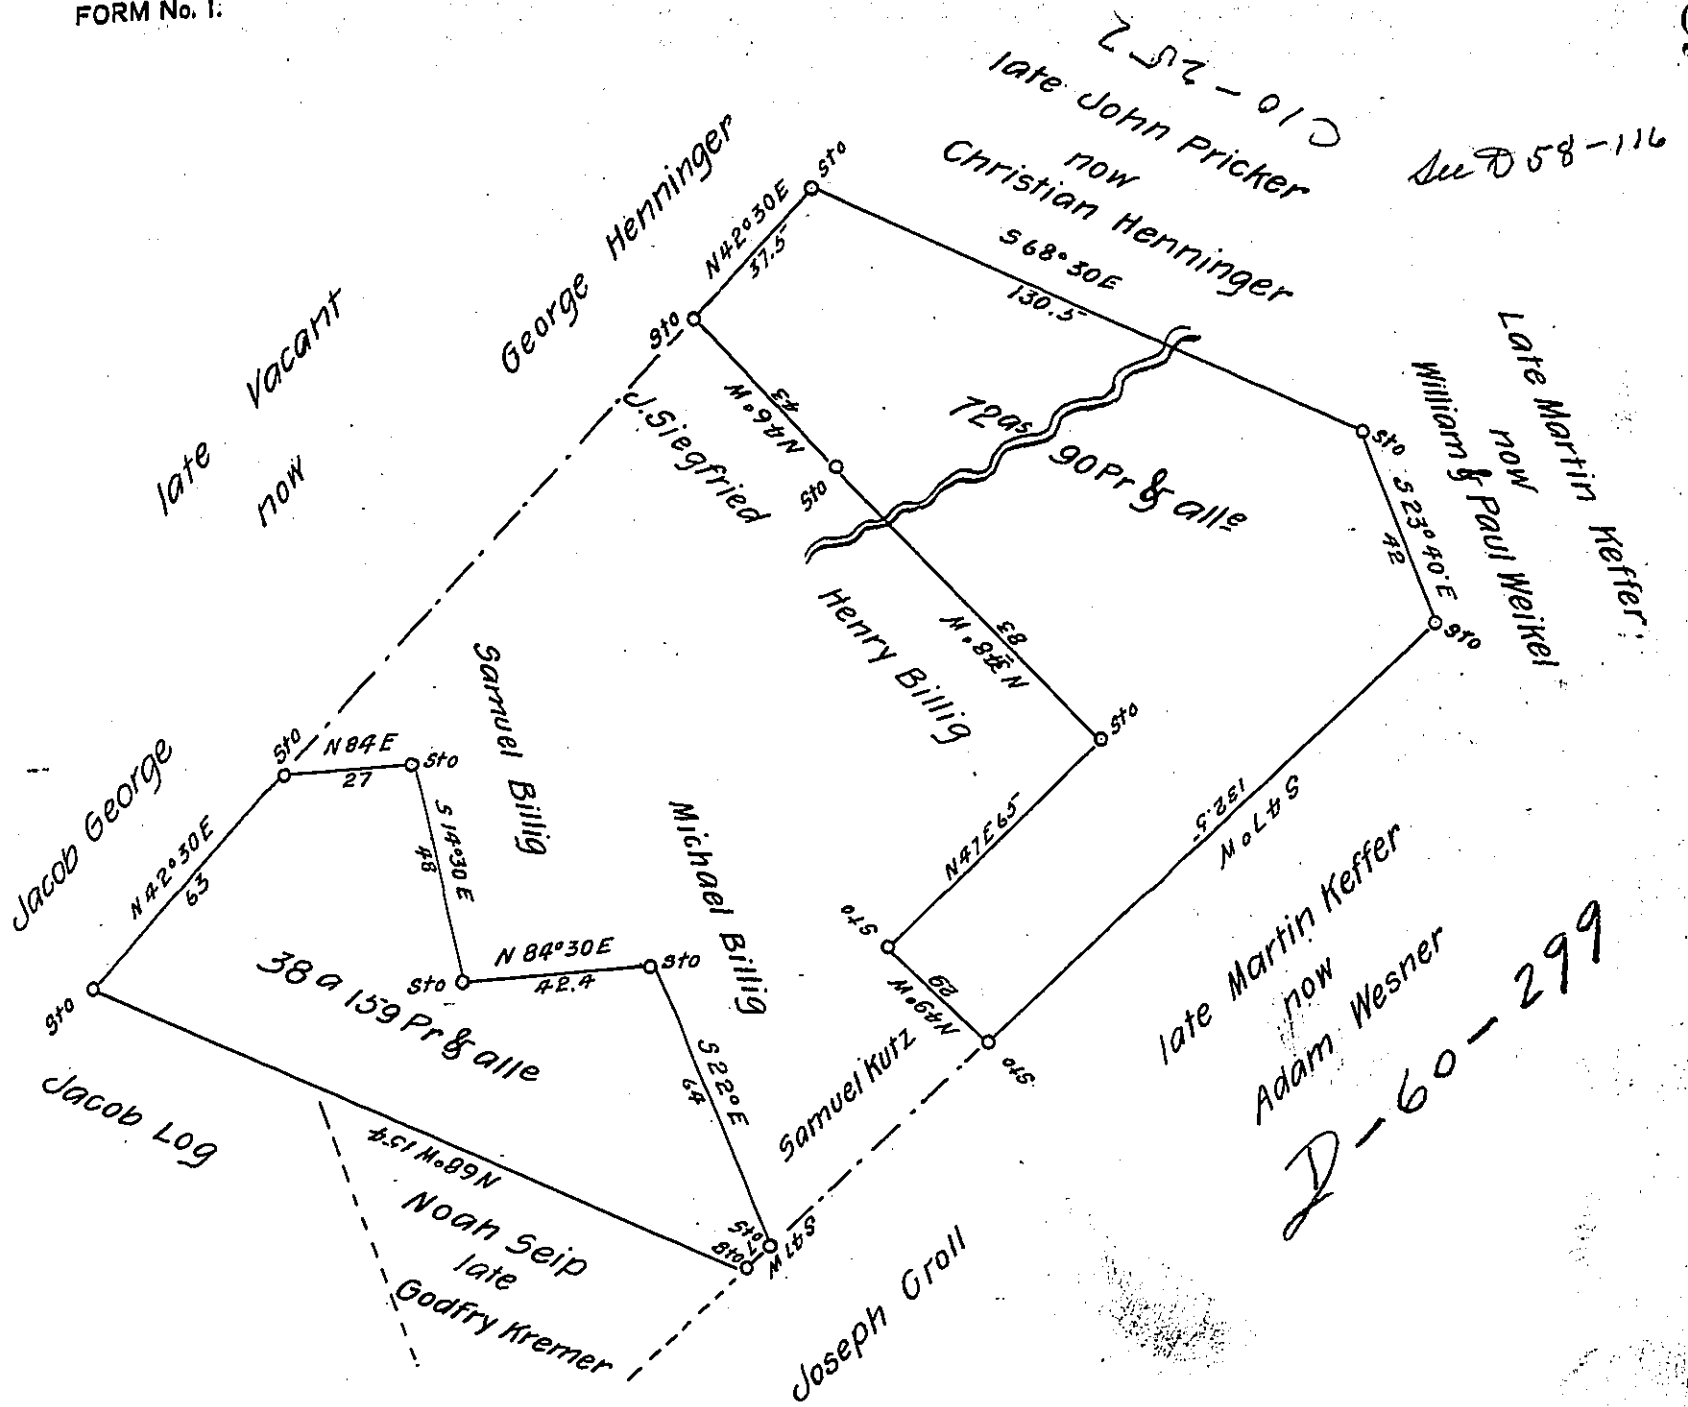 FORM No. 1.
C10-252
See D 58-116
late John Pricker
now
Christian Henninger
George Henninger
late Vacant
now
Sto
N42°30E
37.5
Sto
S68°30E
130.5
Sto
S23°40'E
42
Sto
Late Martin Keffer
now
William & Paul Weikel
N46°W
43
Sto
J. Siegfried
72as
90Pr & alle
Henry Billig
N48°W
83
Sto
N47E65
Sto
N49°W
29
Sto
S47°W
132.5
late Martin Keffer
now
Adam Wesner
D-60-299
Jacob George
Sto
N84E
27
Sto
Samuel Billig
S14°30E
48
Sto
N84°30E
42.4
Sto
Michael Billig
S22°E
64
Sto
7
Sto
S47W
Samuel Kutz
Joseph Croll
N42°30E
63
Sto
38a 159Pr & alle
N68°W 154
Jacob Log
Noah Seip
late
Godfry Kremer